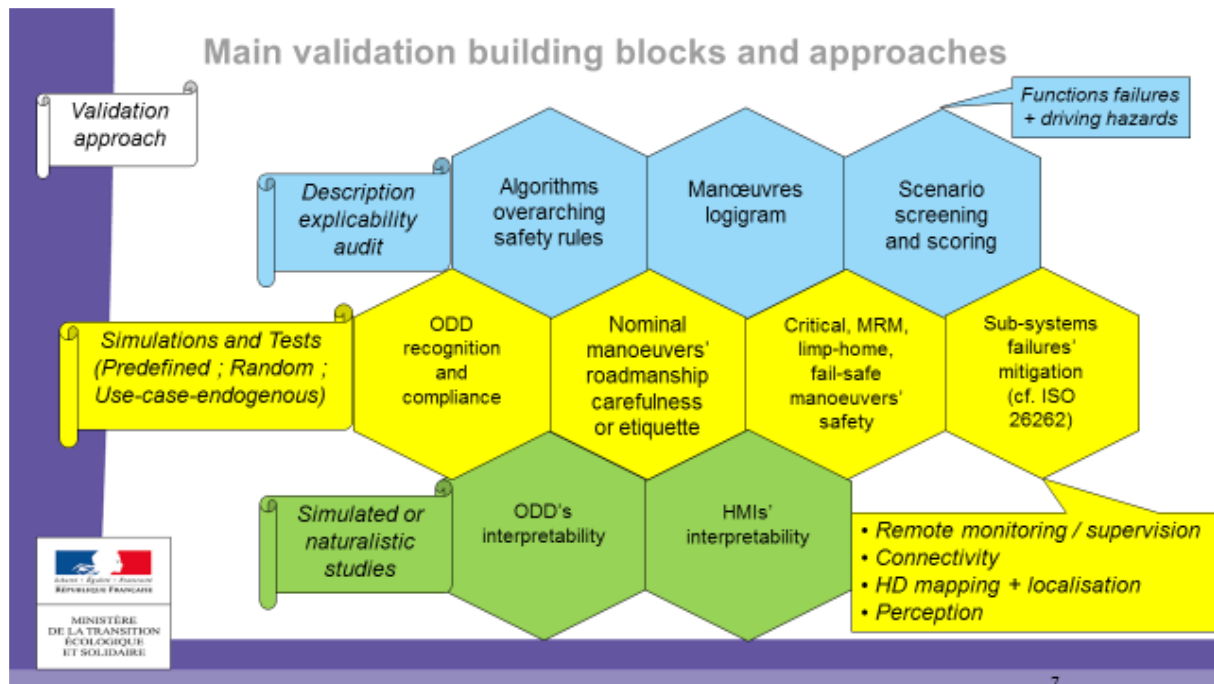 Main validation building blocks and approaches
Validation
approach
Functions failures
+ driving hazards
Description
explicability
audit
Algorithms
overarching
safety rules
Manœuvres
logigram
Scenario
screening
and scoring
Simulations and Tests
(Predefined ; Random ;
Use-case-endogenous)
ODD
recognition
and
compliance
Nominal
manoeuvers'
roadmanship
carefulness
or etiquette
Critical, MRM,
limp-home,
fail-safe
manoeuvers'
safety
Sub-systems
failures'
mitigation
(cf. ISO
26262)
Simulated or
naturalistic
studies
ODD's
interpretability
HMIs'
interpretability
• Remote monitoring / supervision
• Connectivity
• HD mapping + localisation
• Perception
Liberté • Égalité • Fraternité
RÉPUBLIQUE FRANÇAISE
MINISTÈRE
DE LA TRANSITION
ÉCOLOGIQUE
ET SOLIDAIRE
7